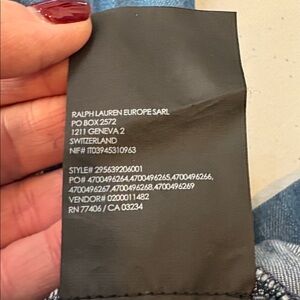 RALPH LAUREN EUROPE SARL
PO BOX 2572
1211 GENEVA 2
SWITZERLAND
NIF# IT03945310963
STYLE# 295639206001
PO# 4700496264,4700496265,4700496266,
4700496267,4700496268,4700496269
VENDOR# 0200011482
RN 77406 / CA 03234